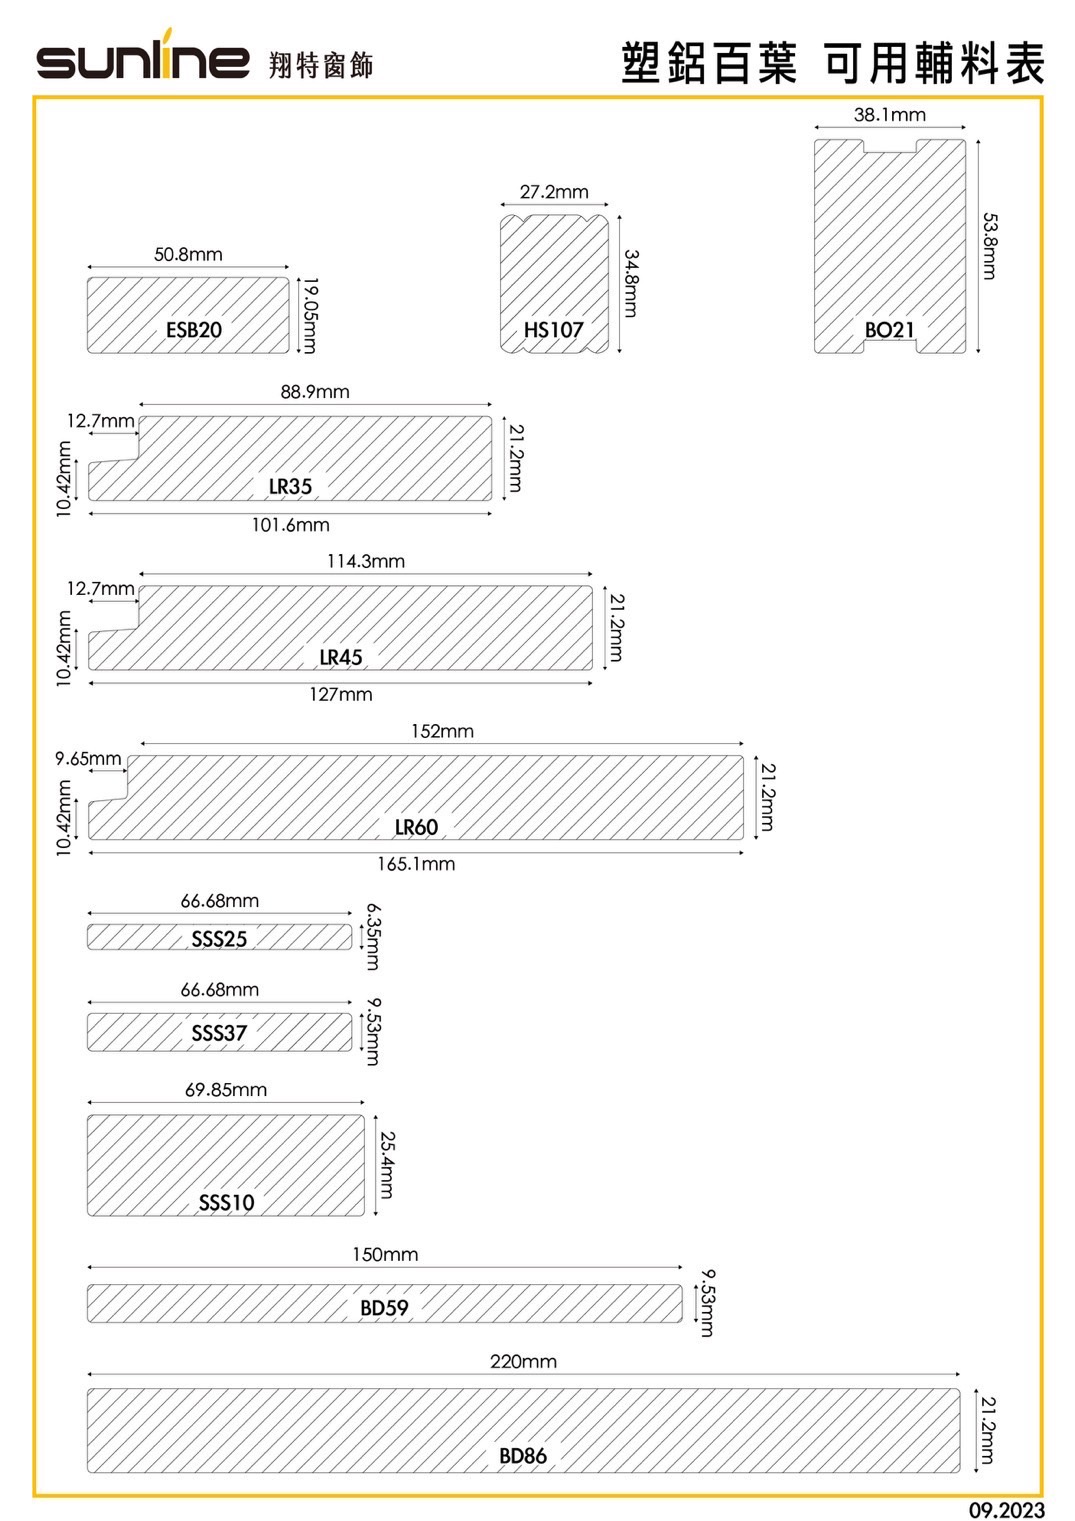 sunline 翔特窗飾
塑鋁百葉 可用輔料表
38.1mm
53.8mm
BO21
27.2mm
34.8mm
HS107
50.8mm
19.05mm
ESB20
88.9mm
12.7mm
10.42mm
21.2mm
LR35
101.6mm
114.3mm
12.7mm
10.42mm
21.2mm
LR45
127mm
152mm
9.65mm
10.42mm
21.2mm
LR60
165.1mm
66.68mm
6.35mm
SSS25
66.68mm
9.53mm
SSS37
69.85mm
25.4mm
SSS10
150mm
9.53mm
BD59
220mm
21.2mm
BD86
09.2023